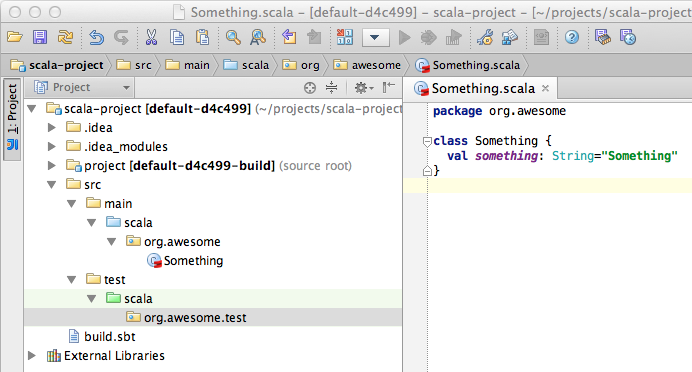 Something.scala – [default-d4c499] – scala-project – [~/projects/scala-project
scala-project src main scala org awesome Something.scala
1: Project
Project
Something.scala
scala-project [default-d4c499] (~/projects/scala-project
.idea
.idea_modules
project [default-d4c499-build] (source root)
src
main
scala
org.awesome
Something
test
scala
org.awesome.test
build.sbt
External Libraries
package org.awesome
class Something {
val something: String="Something"
}